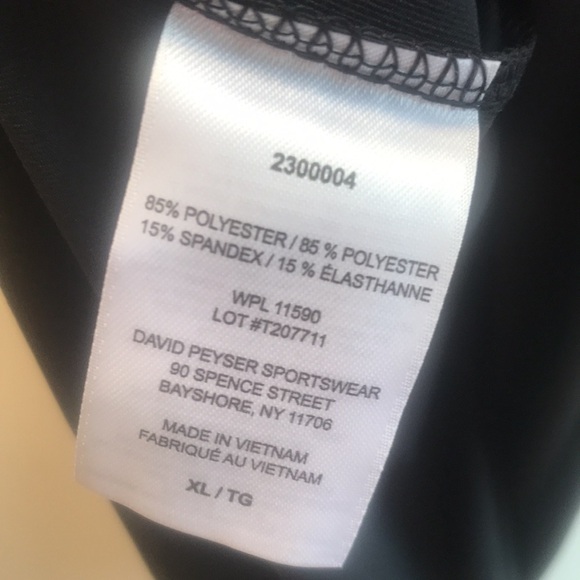 2300004
85% POLYESTER / 85 % POLYESTER
15% SPANDEX / 15 % ÉLASTHANNE
WPL 11590
LOT #T207711
DAVID PEYSER SPORTSWEAR
90 SPENCE STREET
BAYSHORE, NY 11706
MADE IN VIETNAM
FABRIQUÉ AU VIETNAM
XL / TG